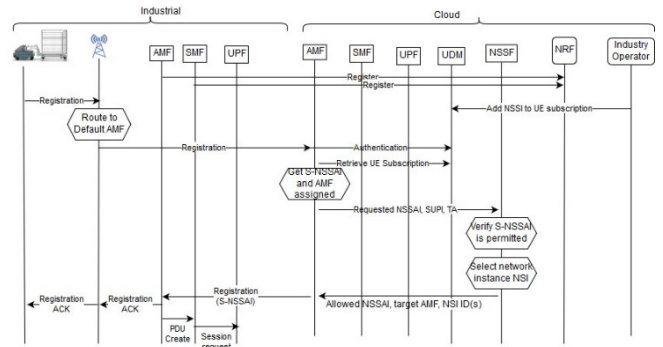 Industrial
Cloud
AMF
SMF
UPF
AMF
SMF
UPF
UDM
NSSF
NRF
Industry
Operator
Register
Register
Registration
Add NSSI to UE subscription
Route to
Default AMF
Registration
Authentication
Retrieve UE Subscription
Get S-NSSAI
and AMF
assigned
Requested NSSAI, SUPI, TA
Verify S-NSSAI
is permitted
Select network
instance NSI
Registration
ACK
Registration
ACK
Registration
(S-NSSAI)
Allowed NSSAI, target AMF, NSI ID(s)
PDU
Create
Session
request